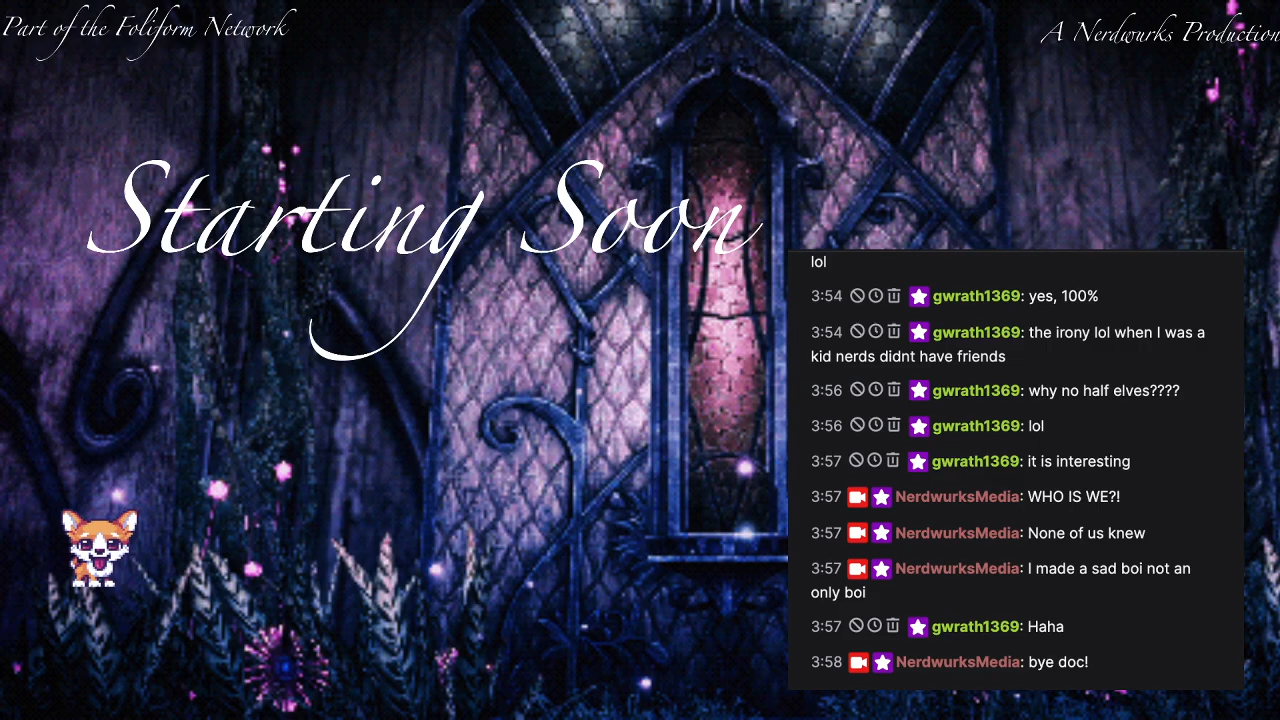 Part of the Foliform Network
A Nerdwurks Production
Starting Soon
lol
3:54 gwrath1369: yes, 100%
3:54 gwrath1369: the irony lol when I was a
kid nerds didnt have friends
3:56 gwrath1369: why no half elves????
3:56 gwrath1369: lol
3:57 gwrath1369: it is interesting
3:57 NerdwurksMedia: WHO IS WE?!
3:57 NerdwurksMedia: None of us knew
3:57 NerdwurksMedia: I made a sad boi not an
only boi
3:57 gwrath1369: Haha
3:58 NerdwurksMedia: bye doc!